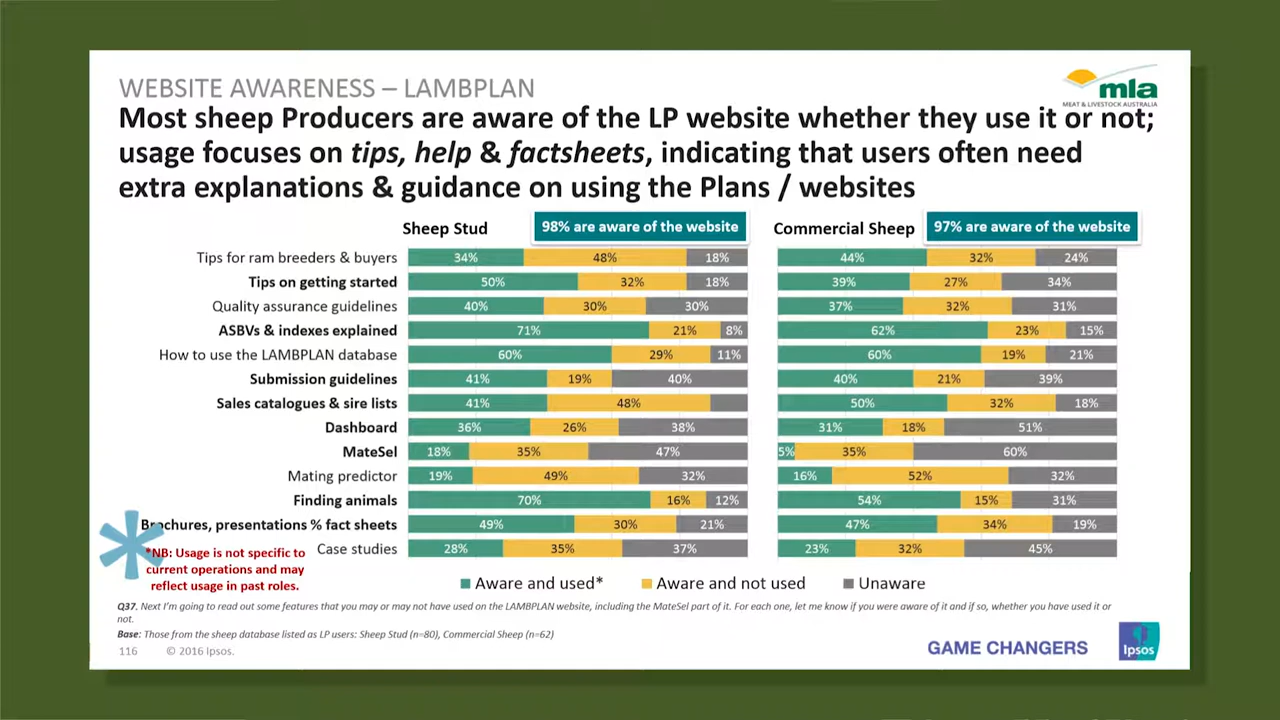 WEBSITE AWARENESS – LAMBPLAN
mla
MEAT & LIVESTOCK AUSTRALIA
Most sheep Producers are aware of the LP website whether they use it or not;
usage focuses on tips, help & factsheets, indicating that users often need
extra explanations & guidance on using the Plans / websites
Sheep Stud
98% are aware of the website
Commercial Sheep
97% are aware of the website
Tips for ram breeders & buyers 34% 48% 18% 44% 32% 24%
Tips on getting started 50% 32% 18% 39% 27% 34%
Quality assurance guidelines 40% 30% 30% 37% 32% 31%
ASBVs & indexes explained 71% 21% 8% 62% 23% 15%
How to use the LAMBPLAN database 60% 29% 11% 60% 19% 21%
Submission guidelines 41% 19% 40% 40% 21% 39%
Sales catalogues & sire lists 41% 48% 50% 32% 18%
Dashboard 36% 26% 38% 31% 18% 51%
MateSel 18% 35% 47% 5% 35% 60%
Mating predictor 19% 49% 32% 16% 52% 32%
Finding animals 70% 16% 12% 54% 15% 31%
Brochures, presentations % fact sheets 49% 30% 21% 47% 34% 19%
Case studies 28% 35% 37% 23% 32% 45%
*NB: Usage is not specific to
current operations and may
reflect usage in past roles.
Aware and used* Aware and not used Unaware
Q37. Next I'm going to read out some features that you may or may not have used on the LAMBPLAN website, including the MateSel part of it. For each one, let me know if you were aware of it and if so, whether you have used it or
not.
Base: Those from the sheep database listed as LP users: Sheep Stud (n=80), Commercial Sheep (n=62)
116 © 2016 Ipsos.
GAME CHANGERS
Ipsos